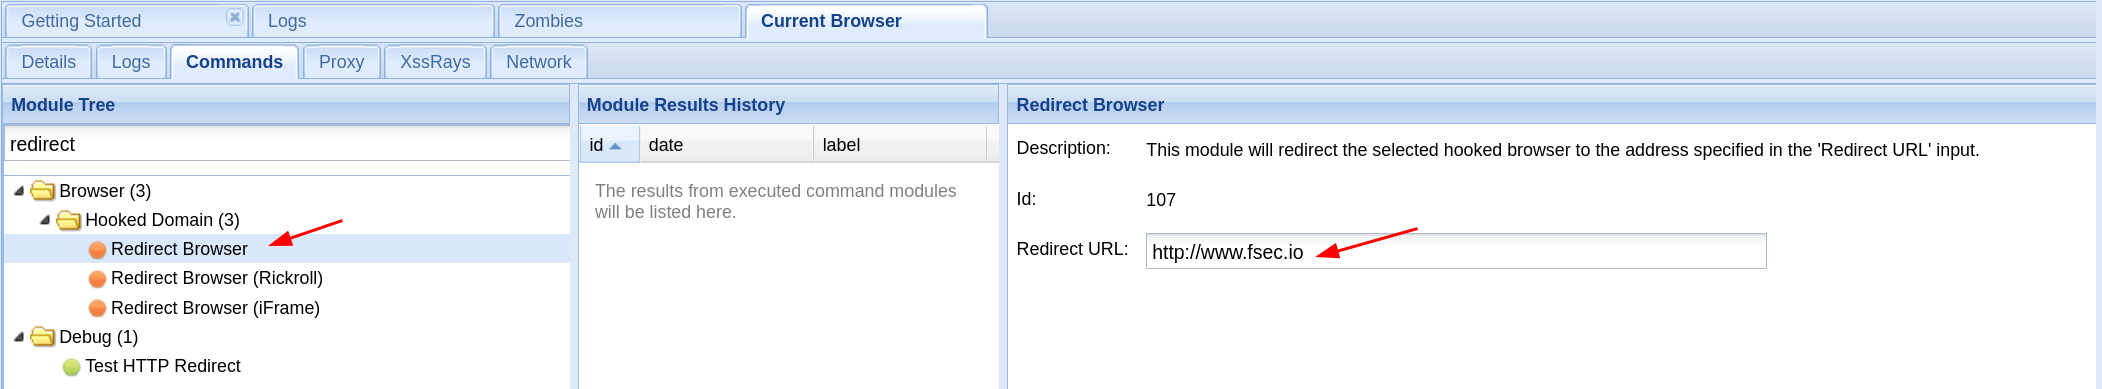 Getting Started
Logs
Zombies
Current Browser
Details
Logs
Commands
Proxy
XssRays
Network
Module Tree
redirect
Browser (3)
Hooked Domain (3)
Redirect Browser
Redirect Browser (Rickroll)
Redirect Browser (iFrame)
Debug (1)
Test HTTP Redirect
Module Results History
id
date
label
The results from executed command modules
will be listed here.
Redirect Browser
Description:
This module will redirect the selected hooked browser to the address specified in the 'Redirect URL' input.
Id:
107
Redirect URL:
http://www.fsec.io